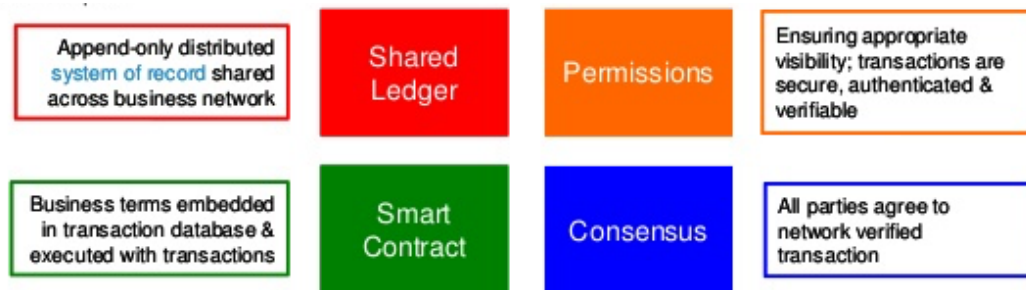 Append-only distributed
system of record shared
across business network
Shared
Ledger
Permissions
Ensuring appropriate
visibility; transactions are
secure, authenticated &
verifiable
Business terms embedded
in transaction database &
executed with transactions
Smart
Contract
Consensus
All parties agree to
network verified
transaction